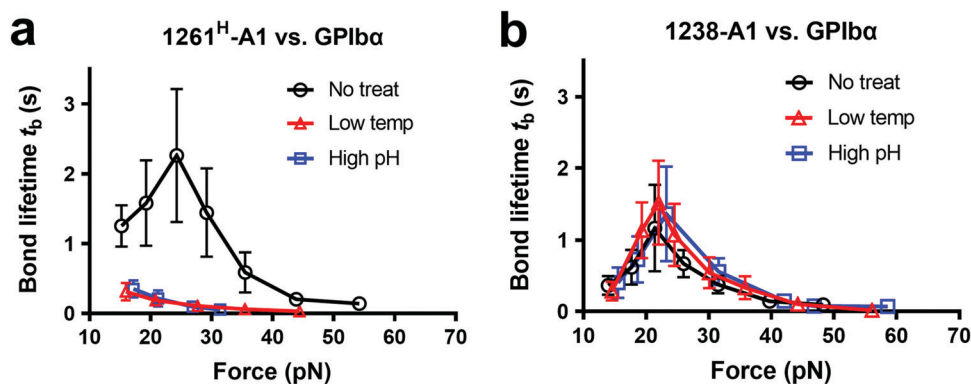 a
1261ᴴ-A1 vs. GPIbα
Bond lifetime t_b (s)
3
2
1
0
No treat
Low temp
High pH
10 20 30 40 50 60 70
Force (pN)
b
1238-A1 vs. GPIbα
Bond lifetime t_b (s)
3
2
1
0
No treat
Low temp
High pH
10 20 30 40 50 60 70
Force (pN)